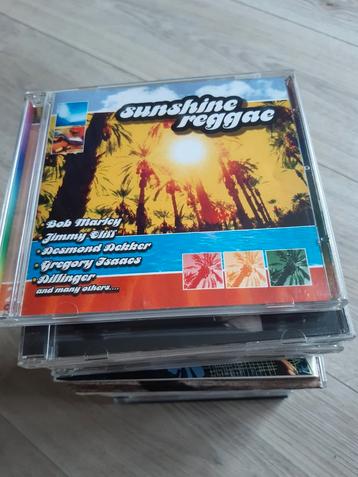 sunshine
reggae
• Bob Marley
• Jimmy Cliff
• Desmond Dekker
• Gregory Isaacs
• Dillinger
and many others....